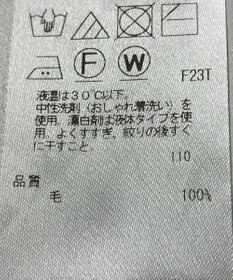 F
W
F23T
液温は30℃以下。
中性洗剤(おしゃれ着洗い)を
使用。漂白剤は液体タイプを使
用。よくすすぎ、絞りの後すぐ
に干すこと。
110
品質
毛 100%